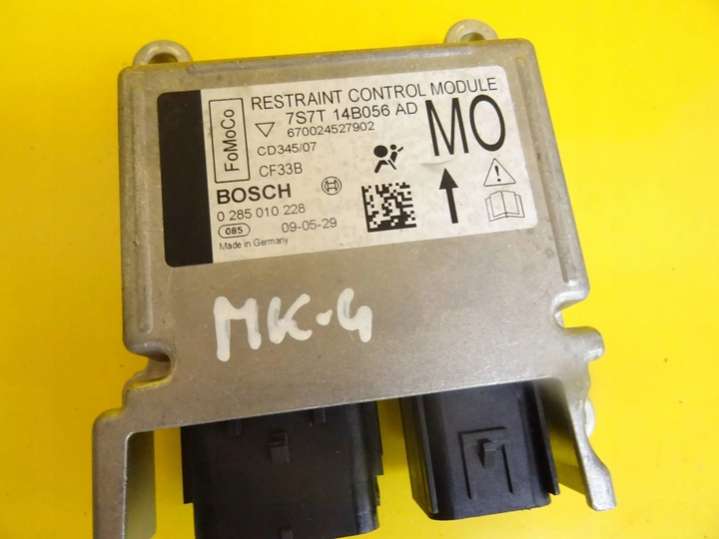 FoMoCo
RESTRAINT CONTROL MODULE
7S7T 14B056 AD
670024527902
CD345/07
CF33B
MO
BOSCH
0 285 010 228
085
09-05-29
Made in Germany
MK-4